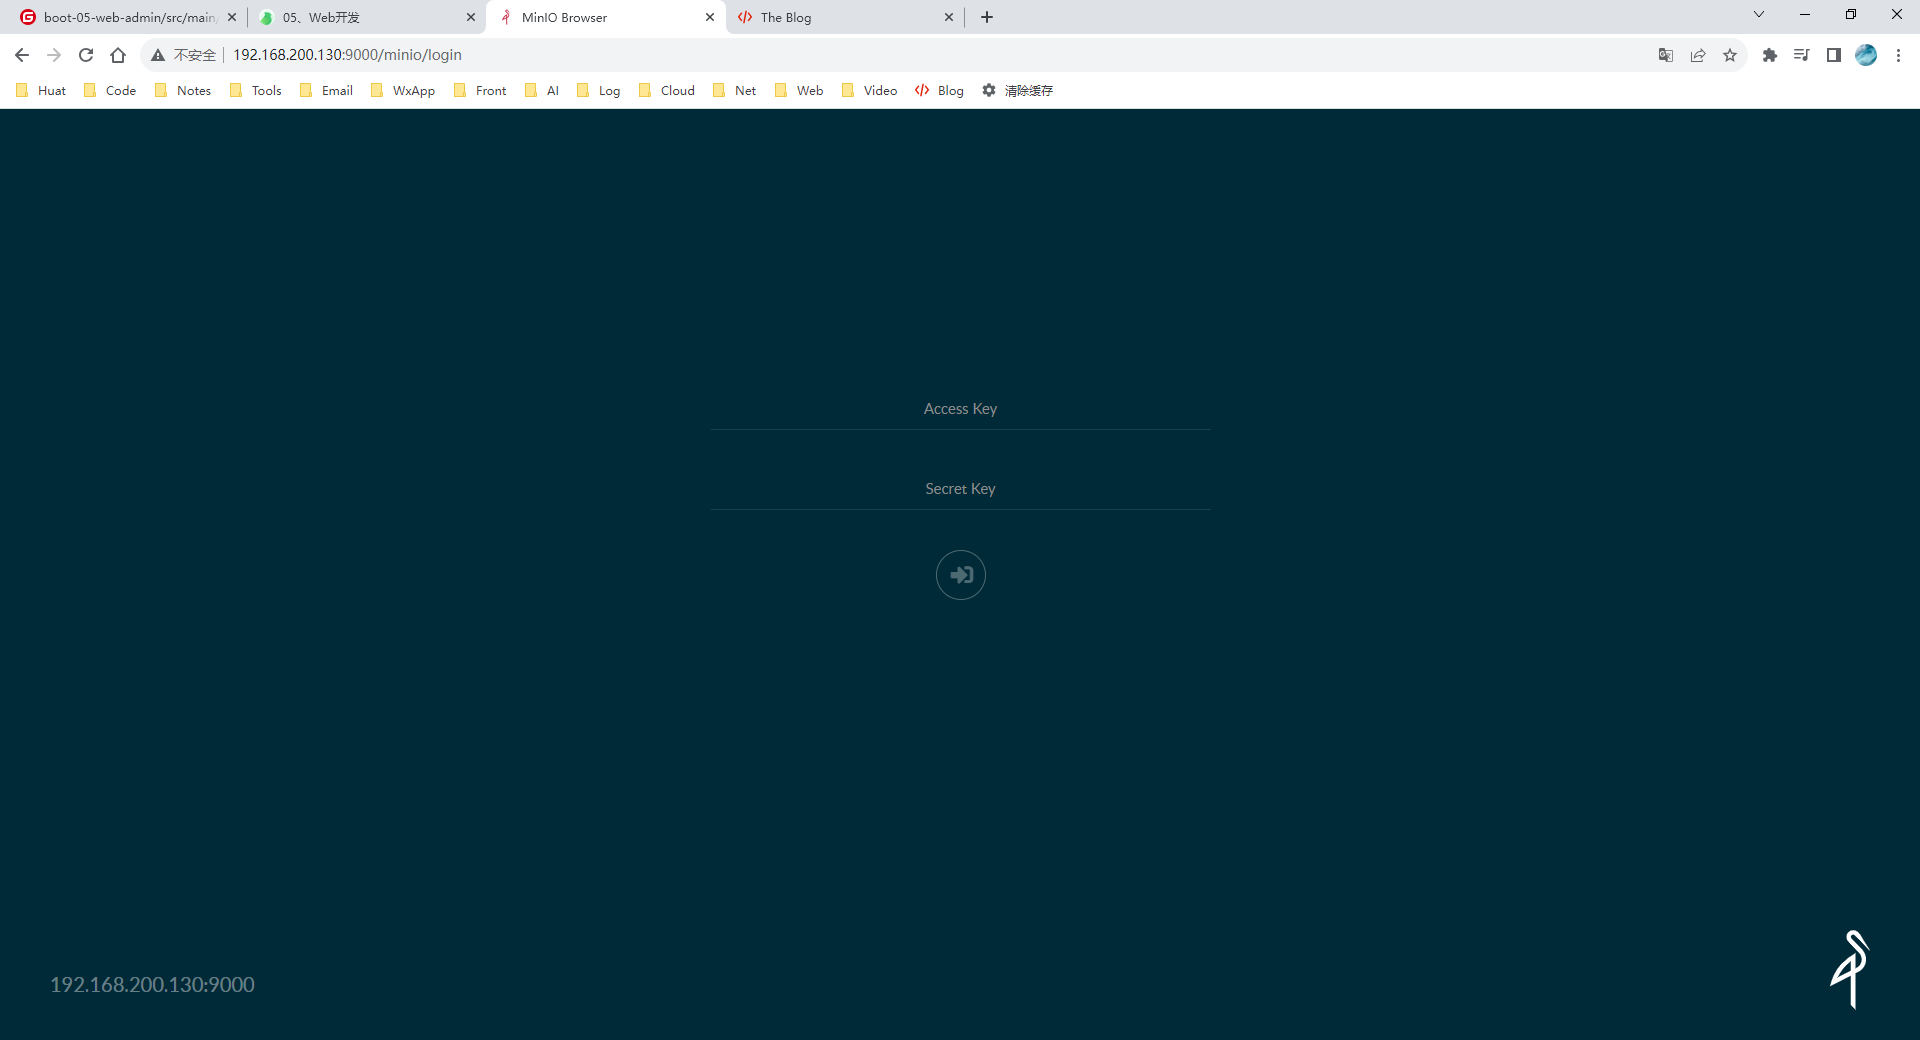 boot-05-web-admin/src/main/
05、Web开发
MinIO Browser
The Blog
不安全
192.168.200.130:9000/minio/login
Huat
Code
Notes
Tools
Email
WxApp
Front
AI
Log
Cloud
Net
Web
Video
Blog
清除缓存
Access Key
Secret Key
192.168.200.130:9000